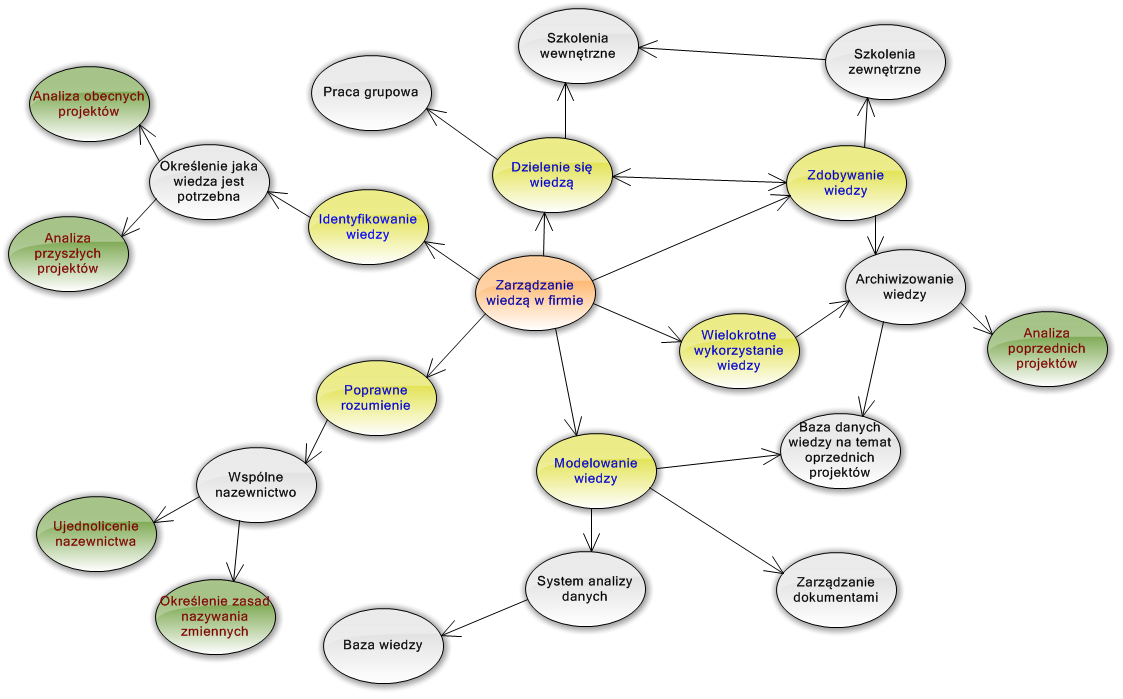 Szkolenia
wewnętrzne
Szkolenia
zewnętrzne
Praca grupowa
Analiza obecnych
projektów
Określenie jaka
wiedza jest
potrzebna
Dzielenie się
wiedzą
Zdobywanie
wiedzy
Identyfikowanie
wiedzy
Analiza
przyszłych
projektów
Zarządzanie
wiedzą w firmie
Archiwizowanie
wiedzy
Wielokrotne
wykorzystanie
wiedzy
Analiza
poprzednich
projektów
Poprawne
rozumienie
Baza danych
wiedzy na temat
oprzednich
projektów
Modelowanie
wiedzy
Wspólne
nazewnictwo
Ujednolicenie
nazewnictwa
System analizy
danych
Zarządzanie
dokumentami
Określenie zasad
nazywania
zmiennych
Baza wiedzy